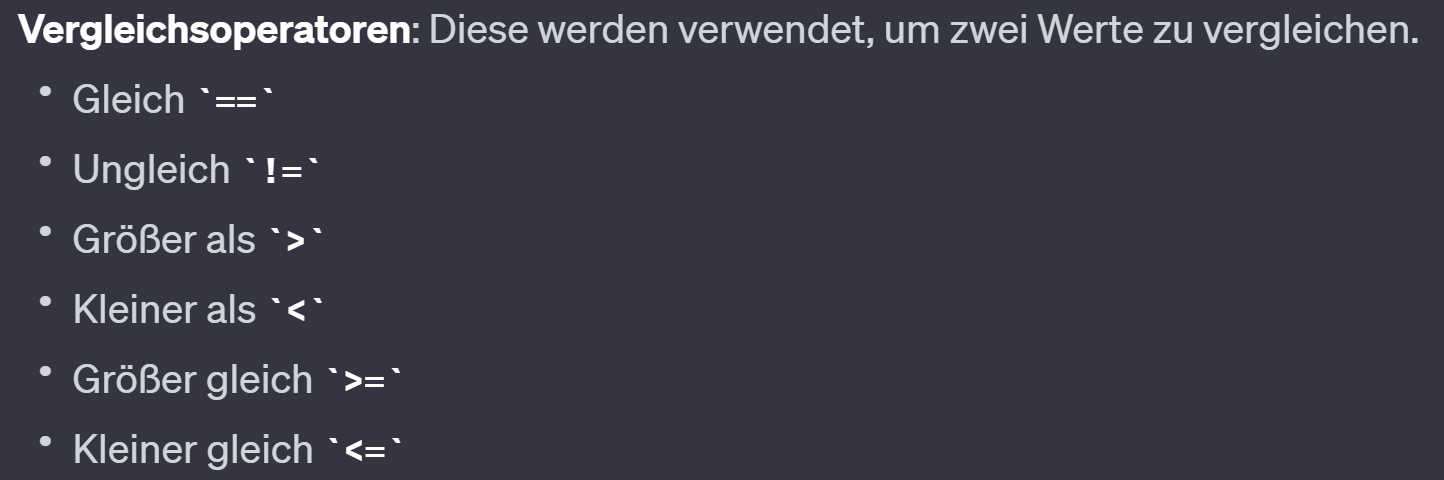 Vergleichsoperatoren: Diese werden verwendet, um zwei Werte zu vergleichen.
• Gleich `==`
• Ungleich `!=`
• Größer als `>`
• Kleiner als `<`
• Größer gleich `>=`
• Kleiner gleich `<=`